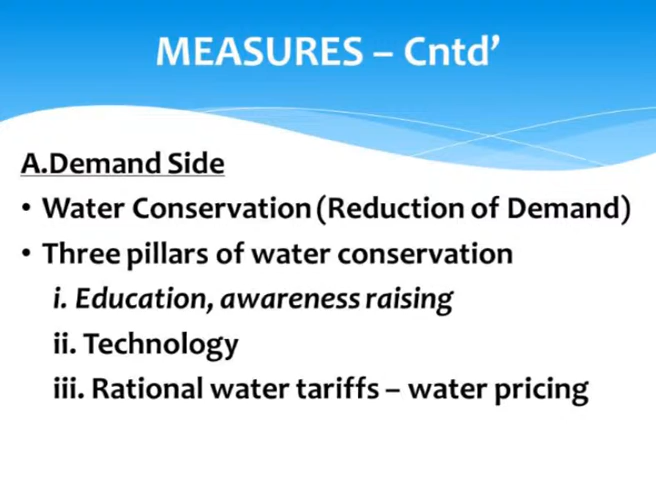 MEASURES – Cntd’
A.Demand Side
• Water Conservation (Reduction of Demand)
• Three pillars of water conservation
i. Education, awareness raising
ii. Technology
iii. Rational water tariffs – water pricing